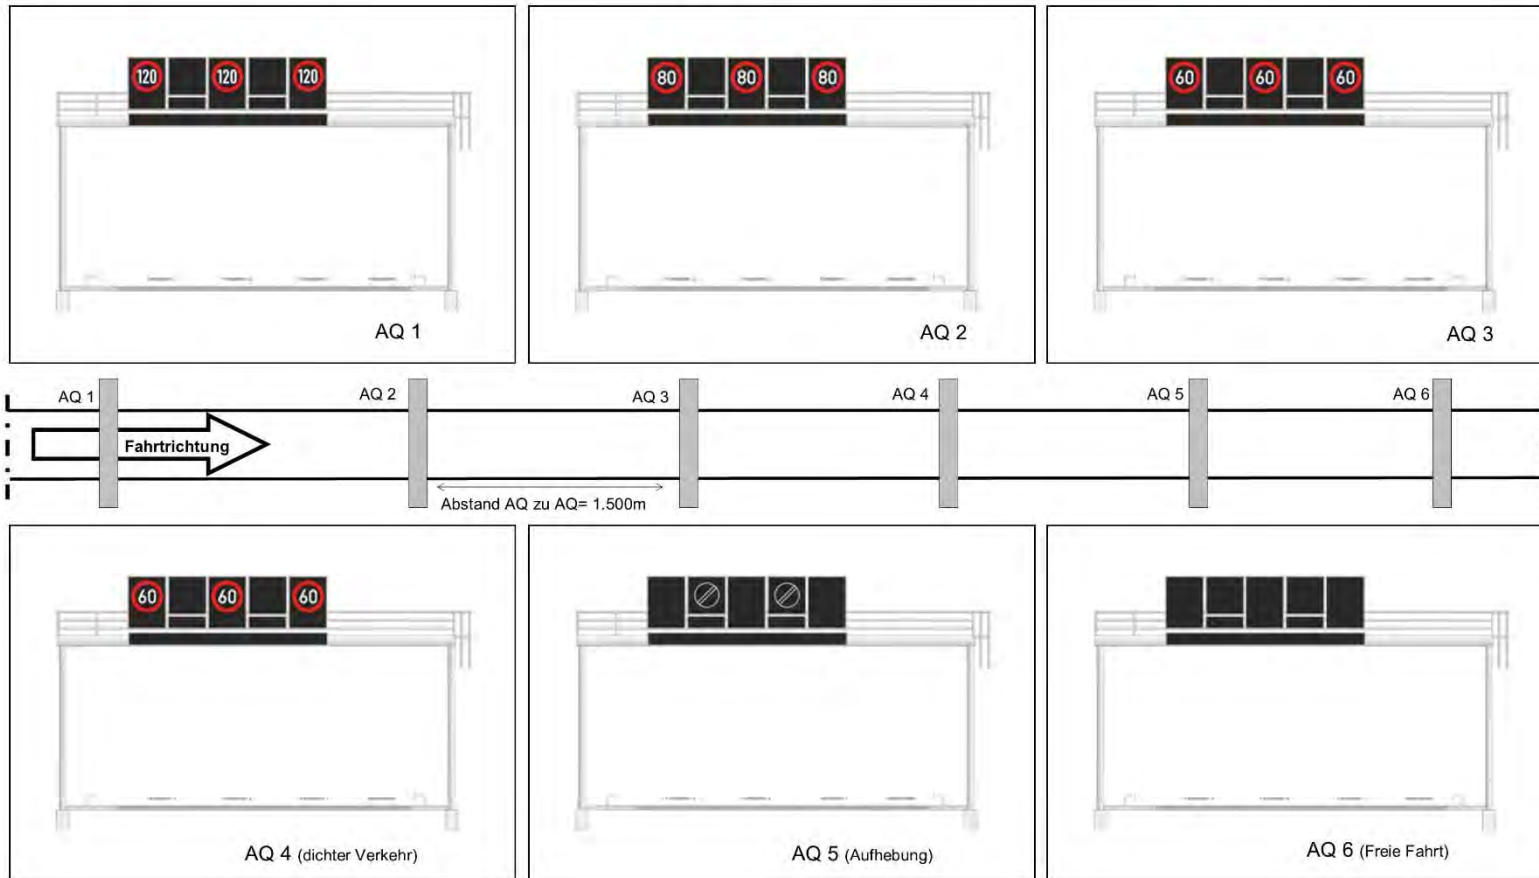 120 120 120
AQ 1
80 80 80
AQ 2
60 60 60
AQ 3
AQ 1 AQ 2 AQ 3 AQ 4 AQ 5 AQ 6
Fahrtrichtung
Abstand AQ zu AQ= 1.500m
60 60 60
AQ 4 (dichter Verkehr)
AQ 5 (Aufhebung)
AQ 6 (Freie Fahrt)